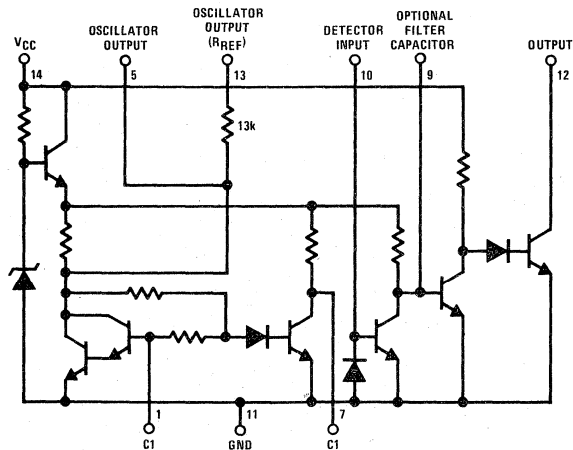 OSCILLATOR
OUTPUT
(RREF)
OPTIONAL
FILTER
CAPACITOR
VCC
OSCILLATOR
OUTPUT
DETECTOR
INPUT
OUTPUT
14
5
13
10
9
12
13k
1
11
7
C1
GND
C1